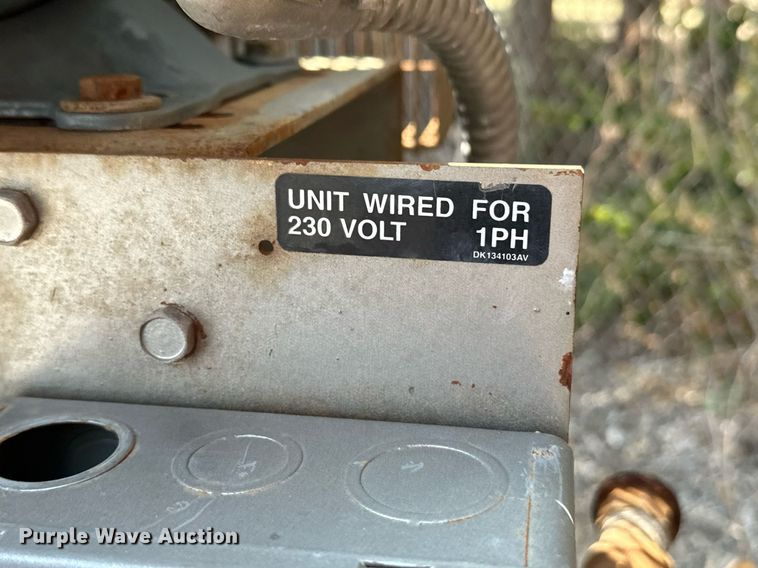 UNIT WIRED FOR
230 VOLT 1PH
DK134103AV
Purple Wave Auction